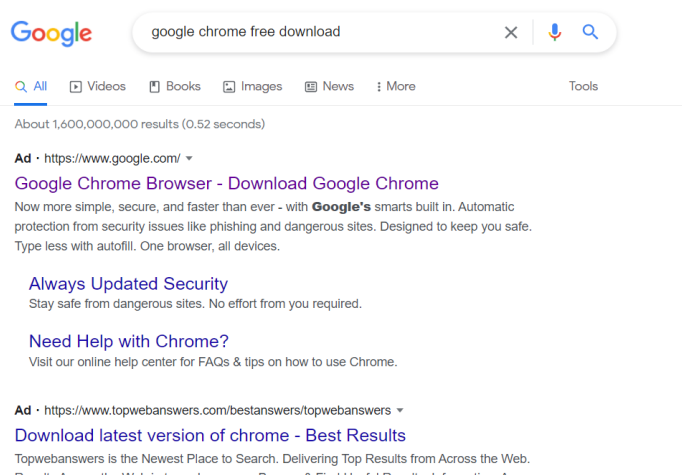 Google google chrome free download
All Videos Books Images News More Tools
About 1,600,000,000 results (0.52 seconds)
Ad · https://www.google.com/
Google Chrome Browser - Download Google Chrome
Now more simple, secure, and faster than ever - with Google's smarts built in. Automatic
protection from security issues like phishing and dangerous sites. Designed to keep you safe.
Type less with autofill. One browser, all devices.
Always Updated Security
Stay safe from dangerous sites. No effort from you required.
Need Help with Chrome?
Visit our online help center for FAQs & tips on how to use Chrome.
Ad · https://www.topwebanswers.com/bestanswers/topwebanswers
Download latest version of chrome - Best Results
Topwebanswers is the Newest Place to Search. Delivering Top Results from Across the Web.